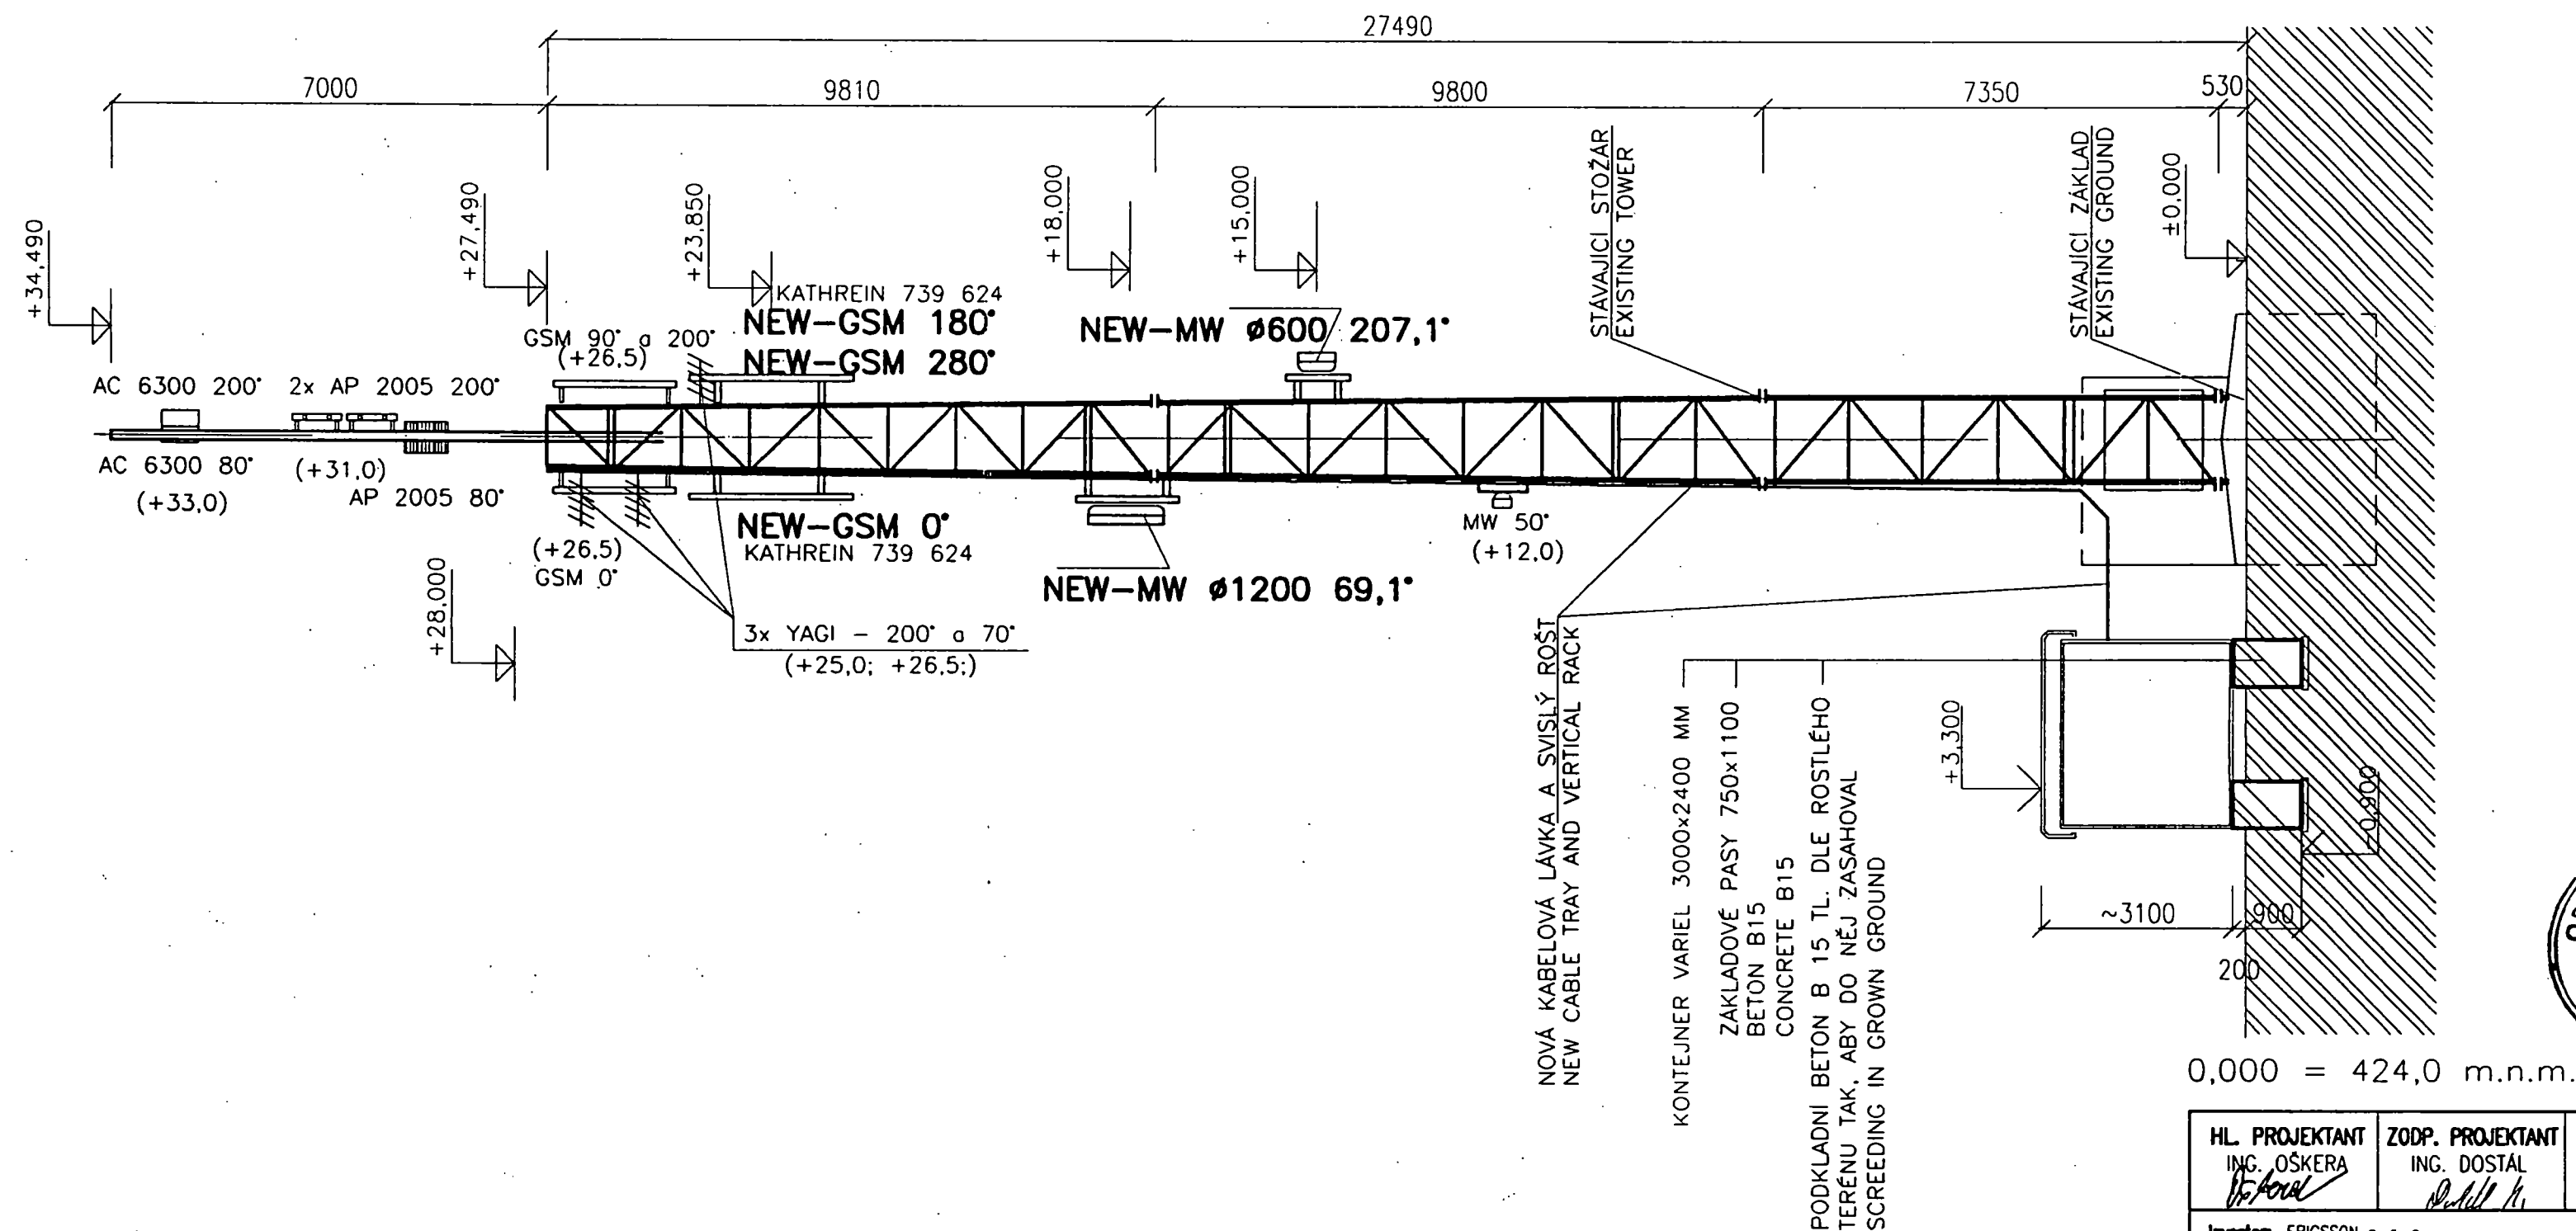 27490
7000
9810
9800
7350
530
+34,490
+27,490
+23,850
+18,000
+15,000
STÁVAJICÍ STOŽÁR
EXISTING TOWER
STÁVAJÍCÍ ZÁKLAD
EXISTING GROUND
±0,000
KATHREIN 739 624
NEW-GSM 180°
NEW-GSM 280°
GSM 90° a 200°
(+26,5)
NEW-MW ø600 207,1°
AC 6300 200°
2x AP 2005 200°
AC 6300 80°
(+33,0)
(+31,0)
AP 2005 80°
(+26,5)
GSM 0°
NEW-GSM 0°
KATHREIN 739 624
MW 50°
(+12,0)
NEW-MW ø1200 69,1°
+28,000
3x YAGI - 200° a 70°
(+25,0; +26,5;)
NOVÁ KABELOVÁ LÁVKA A SVISLÝ ROŠT
NEW CABLE TRAY AND VERTICAL RACK
KONTEJNER VARIEL 3000x2400 MM
ZÁKLADOVÉ PASY 750x1100
BETON B15
CONCRETE B15
PODKLADNI BETON B 15 TL. DLE ROSTLÉHO
TERÉNU TAK, ABY DO NĚJ ZASAHOVAL
SCREEDING IN GROWN GROUND
+3,300
-0,900
~3100
900
200
0,000 = 424,0 m.n.m.
HL. PROJEKTANT
ING. OŠKERA
ZODP. PROJEKTANT
ING. DOSTÁL
ERICSSON